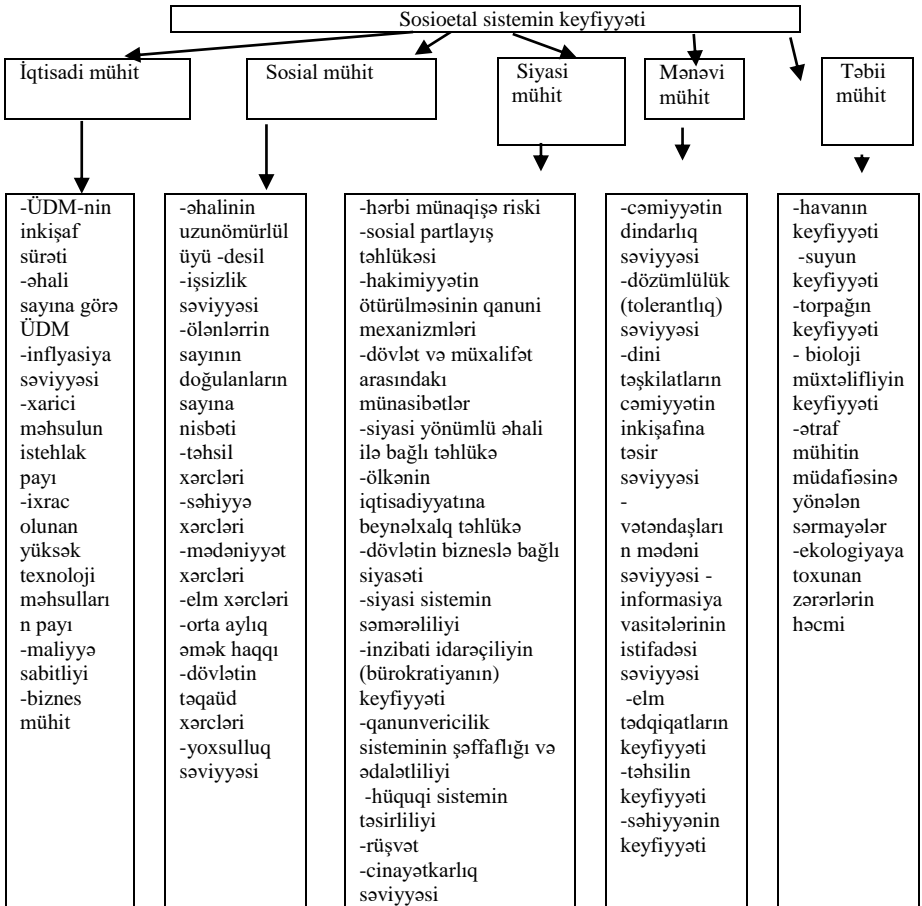 Sosioetal sistemin keyfiyyəti
İqtisadi mühit
Sosial mühit
Siyasi
mühit
Mənəvi
mühit
Təbii
mühit
-ÜDM-nin
inkişaf
sürəti
-əhali
sayına görə
ÜDM
-inflyasiya
səviyyəsi
-xarici
məhsulun
istehlak
payı
-ixrac
olunan
yüksək
texnoloji
məhsulları
n payı
-maliyyə
sabitliyi
-biznes
mühit
-əhalinin
uzunömürlül
üyü -desil
-işsizlik
səviyyəsi
-ölənlərrin
sayının
doğulanların
sayına
nisbəti
-təhsil
xərcləri
-səhiyyə
xərcləri
-mədəniyyət
xərcləri
-elm xərcləri
-orta aylıq
əmək haqqı
-dövlətin
təqaüd
xərcləri
-yoxsulluq
səviyyəsi
-hərbi münaqişə riski
-sosial partlayış
təhlükəsi
-hakimiyyətin
ötürülməsinin qanuni
mexanizmləri
-dövlət və müxalifət
arasındakı
münasibətlər
-siyasi yönümlü əhali
ilə bağlı təhlükə
-ölkənin
iqtisadiyyatına
beynəlxalq təhlükə
-dövlətin bizneslə bağlı
siyasəti
-siyasi sistemin
səmərəliliyi
-inzibati idarəçiliyin
(bürokratiyanın)
keyfiyyəti
-qanunvericilik
sisteminin şəffaflığı və
ədalətliliyi
-hüquqi sistemin
təsirliliyi
-rüşvət
-cinayətkarlıq
səviyyəsi
-cəmiyyətin
dindarlıq
səviyyəsi
-dözümlülük
(tolerantlıq)
səviyyəsi
-dini
təşkilatların
cəmiyyətin
inkişafına
təsir
səviyyəsi
-
vətəndaşları
n mədəni
səviyyəsi -
informasiya
vasitələrinin
istifadəsi
səviyyəsi
-elm
tədqiqatların
keyfiyyəti
-təhsilin
keyfiyyəti
-səhiyyənin
keyfiyyəti
-havanın
keyfiyyəti
-suyun
keyfiyyəti
-torpağın
keyfiyyəti
- bioloji
müxtəlifliyin
keyfiyyəti
-ətraf
mühitin
müdafiəsinə
yönələn
sərmayələr
-ekologiyaya
toxunan
zərərlərin
həcmi